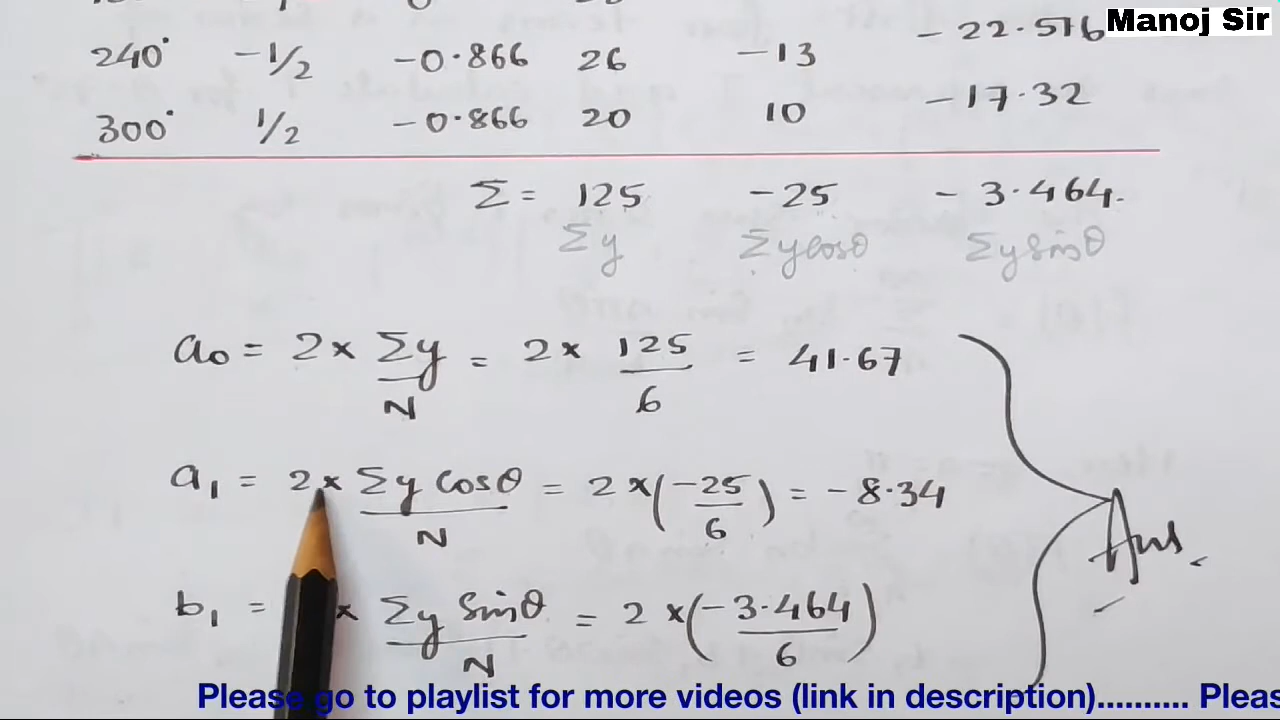 Manoj Sir
240° -1/2 -0.866 26 -13 -22.516
300° 1/2 -0.866 20 10 -17.32
Σ = 125 -25 -3.464.
Σy Σycosθ Σysinθ
a₀ = 2 × Σy/N = 2 × 125/6 = 41.67
a₁ = 2 × Σy cosθ/N = 2 × (-25/6) = -8.34
b₁ = × Σy Sinθ/N = 2 × (-3.464/6)
Ans.
Please go to playlist for more videos (link in description).......... Pleas